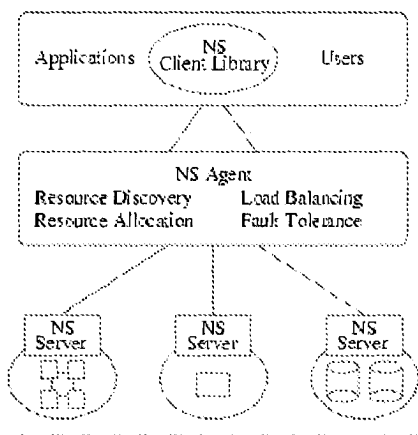 NS
Applications Client Library Users
NS Agent
Resource Discovery Load Balancing
Resource Allocation Fault Tolerance
NS NS NS
Server Server Server